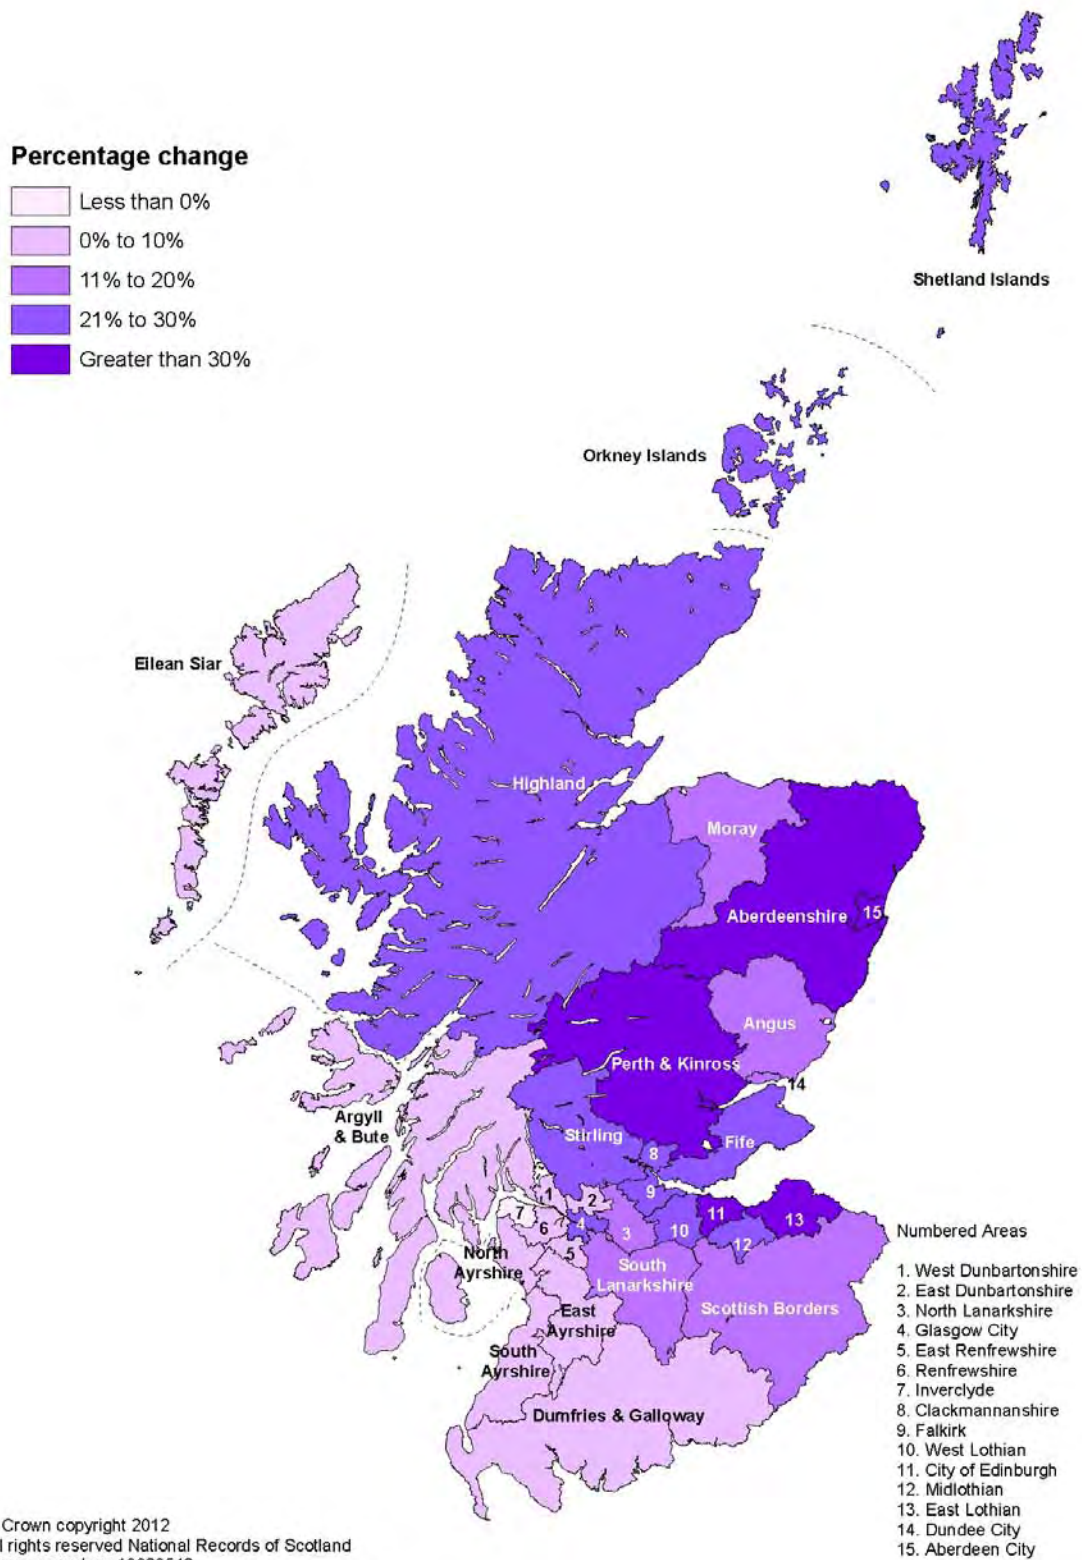 Percentage change
Less than 0%
0% to 10%
11% to 20%
21% to 30%
Greater than 30%
Shetland Islands
Orkney Islands
Eilean Siar
Highland
Moray
Aberdeenshire
15
Angus
Perth & Kinross
14
Argyll
& Bute
Stirling
Fife
8
9
1
2
7
6
4
3
10
11
13
12
5
North
Ayrshire
South
Lanarkshire
Scottish Borders
East
Ayrshire
South
Ayrshire
Dumfries & Galloway
Numbered Areas
1. West Dunbartonshire
2. East Dunbartonshire
3. North Lanarkshire
4. Glasgow City
5. East Renfrewshire
6. Renfrewshire
7. Inverclyde
8. Clackmannanshire
9. Falkirk
10. West Lothian
11. City of Edinburgh
12. Midlothian
13. East Lothian
14. Dundee City
15. Aberdeen City
Crown copyright 2012
rights reserved National Records of Scotland